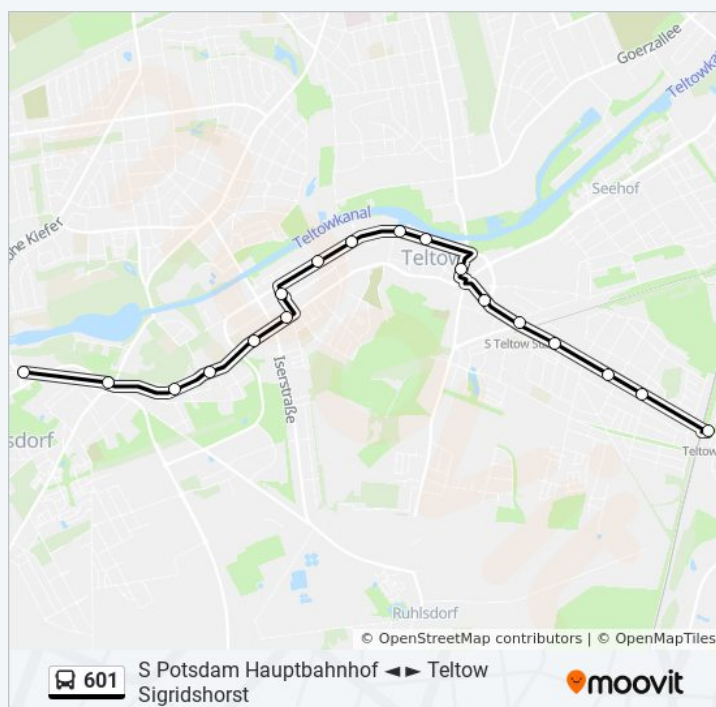 Goerzallee
Teltowka
Seehof
ohe Kiefer
Teltowkanal
Teltow
S Teltow Sta
Iserstraße
sdorf
Teltow
Ruhlsdorf
© OpenStreetMap contributors | © OpenMapTiles
601
S Potsdam Hauptbahnhof ◄► Teltow
Sigridshorst
moovit